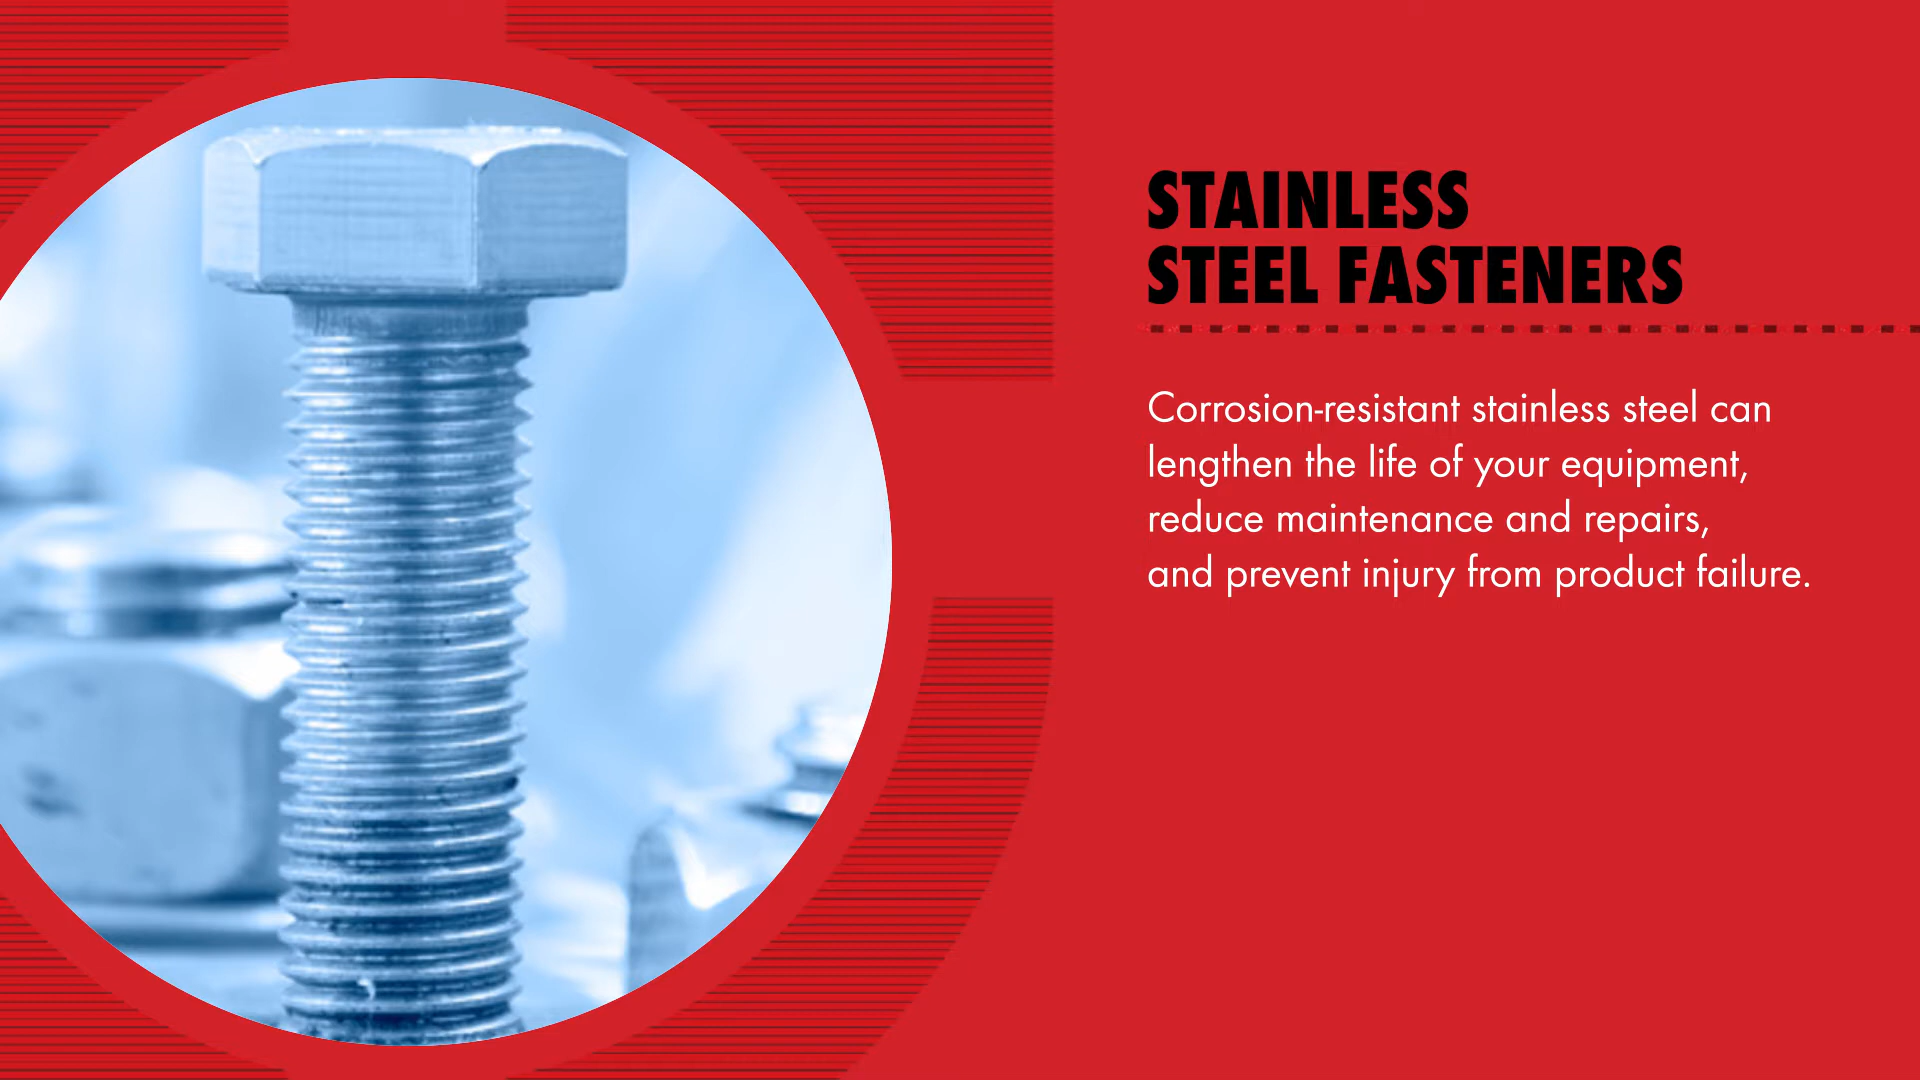 STAINLESS
STEEL FASTENERS
Corrosion-resistant stainless steel can
lengthen the life of your equipment,
reduce maintenance and repairs,
and prevent injury from product failure.